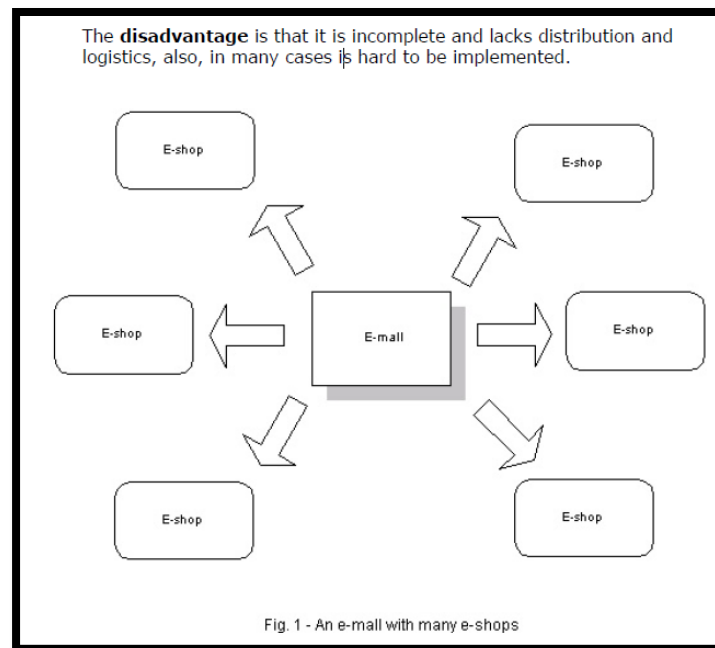 The disadvantage is that it is incomplete and lacks distribution and
logistics, also, in many cases is hard to be implemented.
E-shop
E-shop
E-shop
E-mall
E-shop
E-shop
E-shop
Fig. 1 - An e-mall with many e-shops